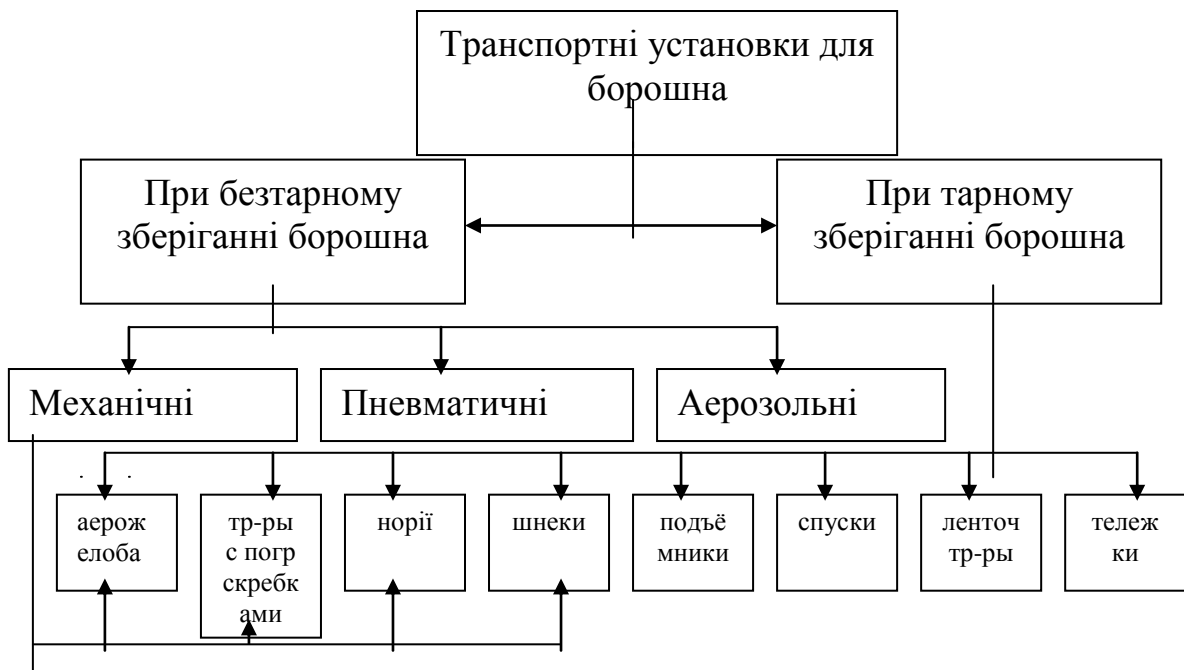 Транспортні установки для
борошна
При безтарному
зберіганні борошна
При тарному
зберіганні борошна
Механічні
Пневматичні
Аерозольні
аерож
елоба
тр-ры
с погр
скребк
ами
норії
шнеки
подъё
мники
спуски
ленточ
тр-ры
тележ
ки